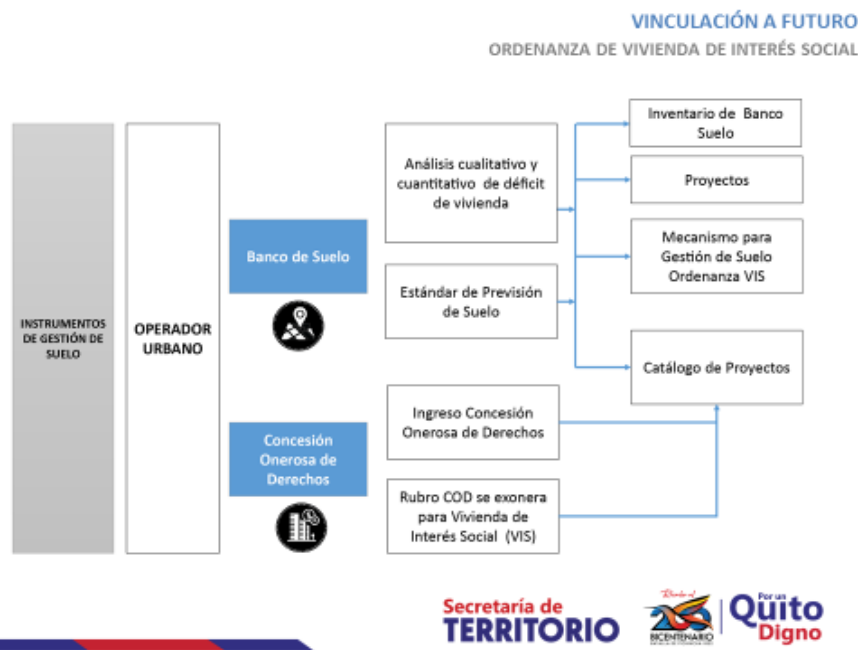 VINCULACIÓN A FUTURO
ORDENANZA DE VIVIENDA DE INTERÉS SOCIAL
INSTRUMENTOS
DE GESTIÓN DE
SUELO
OPERADOR
URBANO
Banco de Suelo
Concesión
Onerosa de
Derechos
Análisis cualitativo y
cuantitativo de déficit
de vivienda
Estándar de Previsión
de Suelo
Ingreso Concesión
Onerosa de Derechos
Rubro COD se exonera
para Vivienda de
Interés Social (VIS)
Inventario de Banco
Suelo
Proyectos
Mecanismo para
Gestión de Suelo
Ordenanza VIS
Catálogo de Proyectos
Secretaría de
TERRITORIO
BICENTENARIO
Por un
Quito
Digno